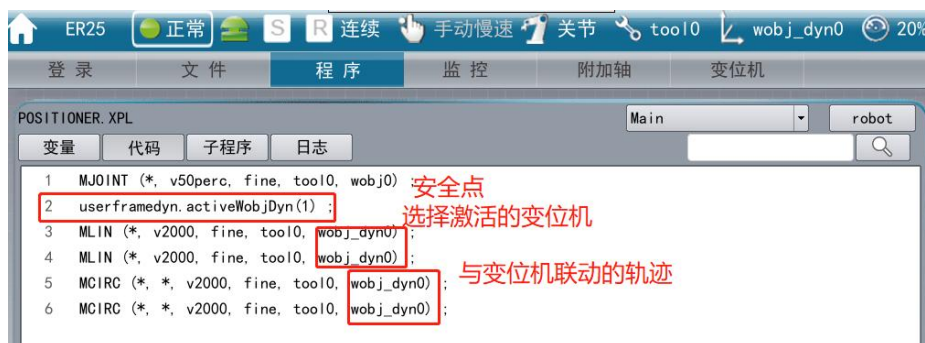 ER25 正常 S R 连续 手动慢速 关节 tool0 wobj_dyn0 20%
登录 文件 程序 监控 附加轴 变位机
POSITIONER.XPL Main robot
变量 代码 子程序 日志
1 MJOINT (*, v50perc, fine, tool0, wobj0) ;
安全点
2 userframedyn.activeWobjDyn(1) ;
选择激活的变位机
3 MLIN (*, v2000, fine, tool0, wobj_dyn0) ;
4 MLIN (*, v2000, fine, tool0, wobj_dyn0) ;
与变位机联动的轨迹
5 MCIRC (*, *, v2000, fine, tool0, wobj_dyn0) ;
6 MCIRC (*, *, v2000, fine, tool0, wobj_dyn0) ;